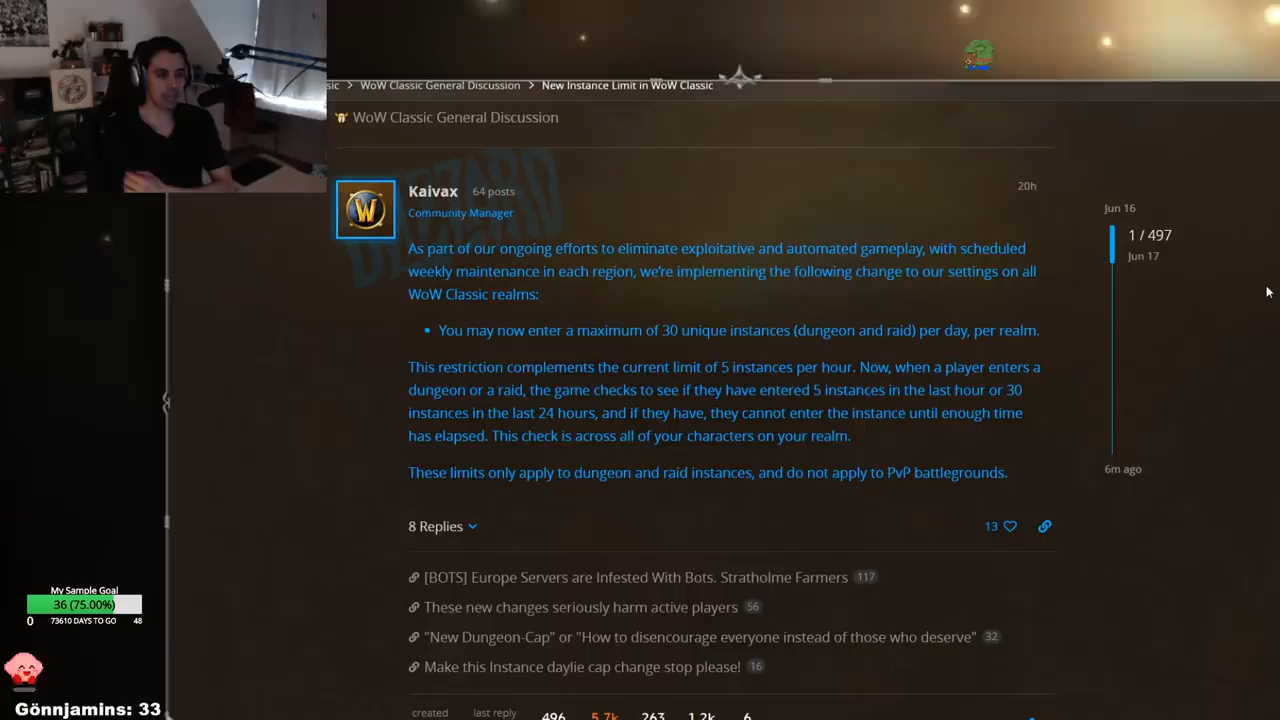 sic > WoW Classic General Discussion > New Instance Limit in WoW Classic
WoW Classic General Discussion
BLIZZARD
Kaivax 64 posts
20h
Community Manager
Jun 16
1 / 497
Jun 17
As part of our ongoing efforts to eliminate exploitative and automated gameplay, with scheduled
weekly maintenance in each region, we're implementing the following change to our settings on all
WoW Classic realms:
• You may now enter a maximum of 30 unique instances (dungeon and raid) per day, per realm.
This restriction complements the current limit of 5 instances per hour. Now, when a player enters a
dungeon or a raid, the game checks to see if they have entered 5 instances in the last hour or 30
instances in the last 24 hours, and if they have, they cannot enter the instance until enough time
has elapsed. This check is across all of your characters on your realm.
6m ago
These limits only apply to dungeon and raid instances, and do not apply to PvP battlegrounds.
8 Replies
13
[BOTS] Europe Servers are Infested With Bots. Stratholme Farmers 117
These new changes seriously harm active players 56
"New Dungeon-Cap" or "How to disencourage everyone instead of those who deserve" 32
Make this Instance daylie cap change stop please! 16
created last reply 496 5.7k 263 1.2k 6
My Sample Goal
36 (75.00%)
0 73610 DAYS TO GO 48
Gönnjamins: 33